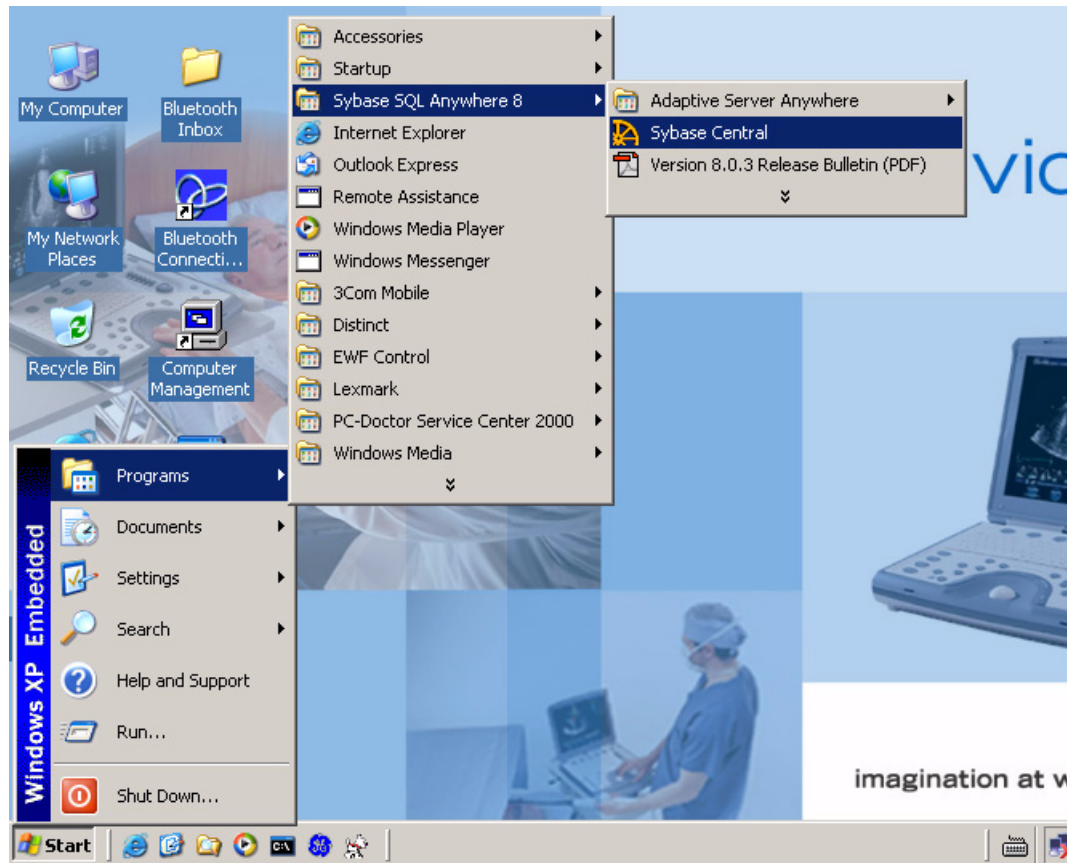 My Computer
Bluetooth
Inbox
My Network
Places
Bluetooth
Connecti...
Recycle Bin
Computer
Management
Accessories
Startup
Sybase SQL Anywhere 8
Internet Explorer
Outlook Express
Remote Assistance
Windows Media Player
Windows Messenger
3Com Mobile
Distinct
EWF Control
Lexmark
PC-Doctor Service Center 2000
Windows Media
Adaptive Server Anywhere
Sybase Central
Version 8.0.3 Release Bulletin (PDF)
vi
Windows XP Embedded
Programs
Documents
Settings
Search
Help and Support
Run...
Shut Down...
imagination at
Start
C:\